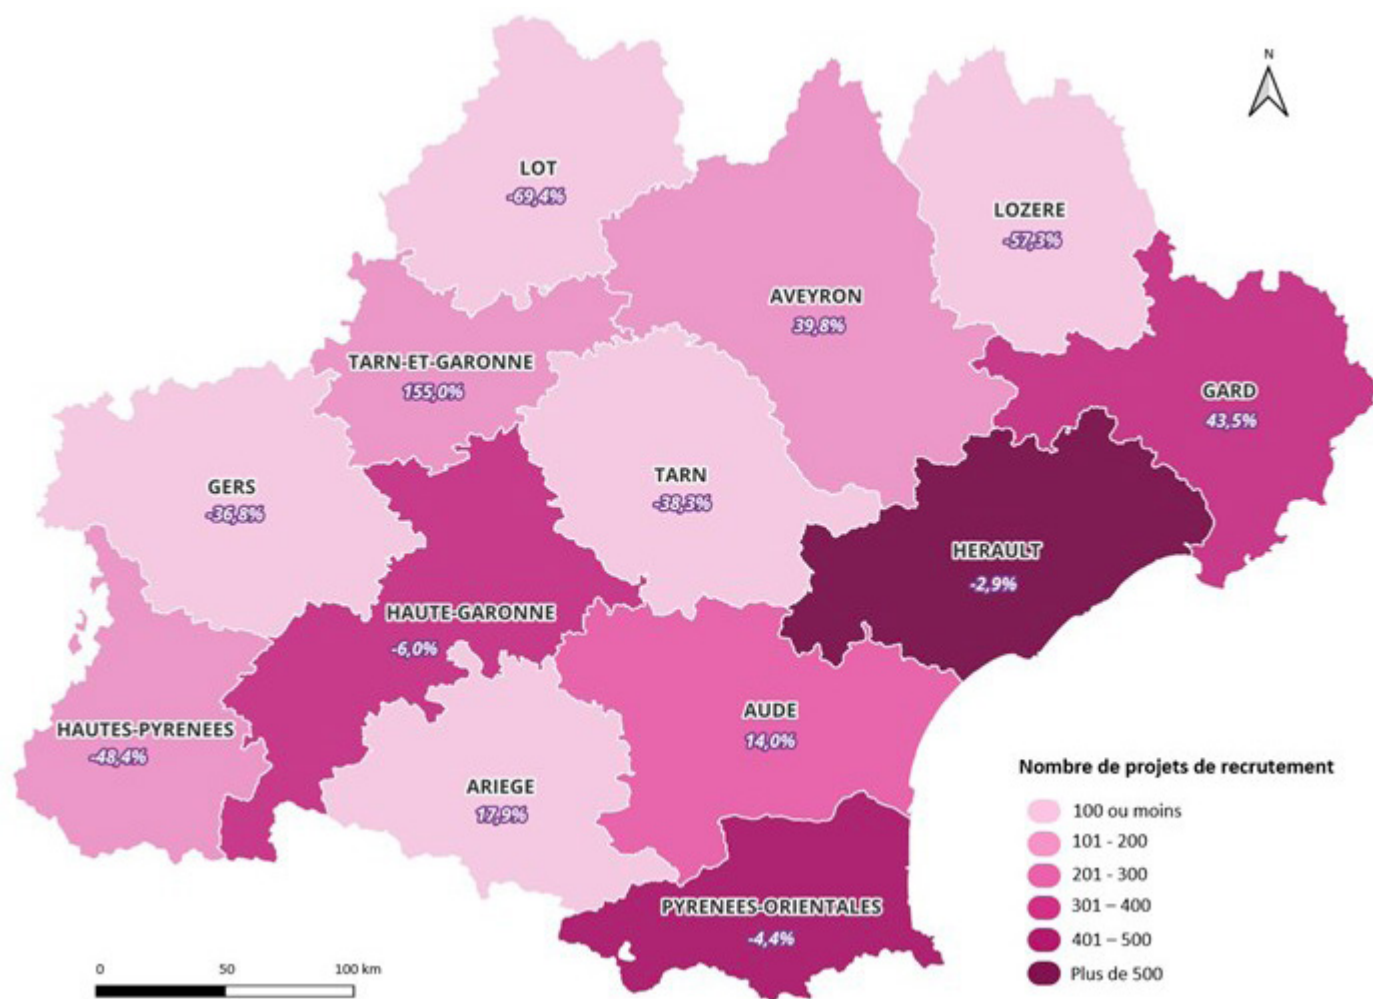 N
LOT
-69,4%
LOZERE
-57,3%
AVEYRON
39,8%
TARN-ET-GARONNE
155,0%
GARD
43,5%
GERS
-36,8%
TARN
-38,3%
HERAULT
-2,9%
HAUTE-GARONNE
-6,0%
HAUTES-PYRENEES
-48,4%
AUDE
14,0%
ARIEGE
17,9%
PYRENEES-ORIENTALES
-4,4%
Nombre de projets de recrutement
100 ou moins
101 - 200
201 - 300
301 – 400
401 – 500
Plus de 500
0 50 100 km